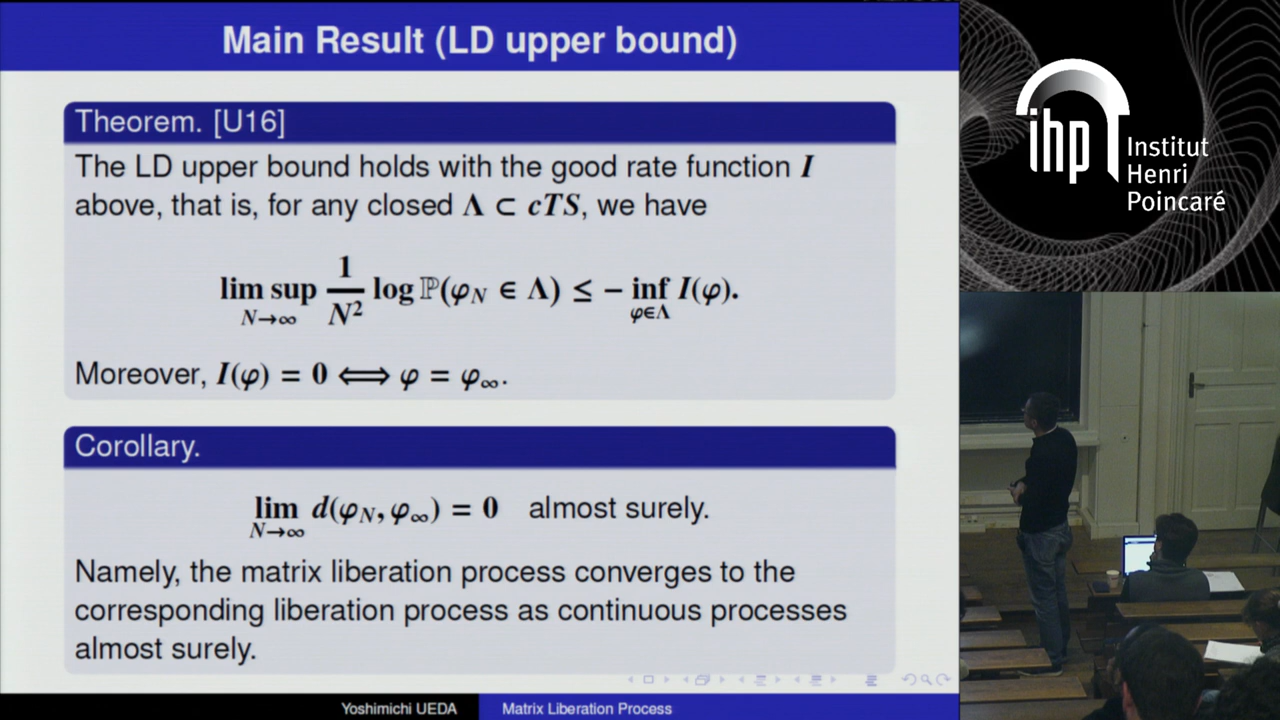 Main Result (LD upper bound)
Theorem. [U16]
The LD upper bound holds with the good rate function I
above, that is, for any closed Λ ⊂ cTS, we have
lim sup_{N→∞} 1/N² log ℙ(φ_N ∈ Λ) ≤ − inf_{φ∈Λ} I(φ).
Moreover, I(φ) = 0 ⟺ φ = φ_∞.
Corollary.
lim_{N→∞} d(φ_N, φ_∞) = 0 almost surely.
Namely, the matrix liberation process converges to the
corresponding liberation process as continuous processes
almost surely.
Yoshimichi UEDA
Matrix Liberation Process
ihp
Institut
Henri
Poincaré